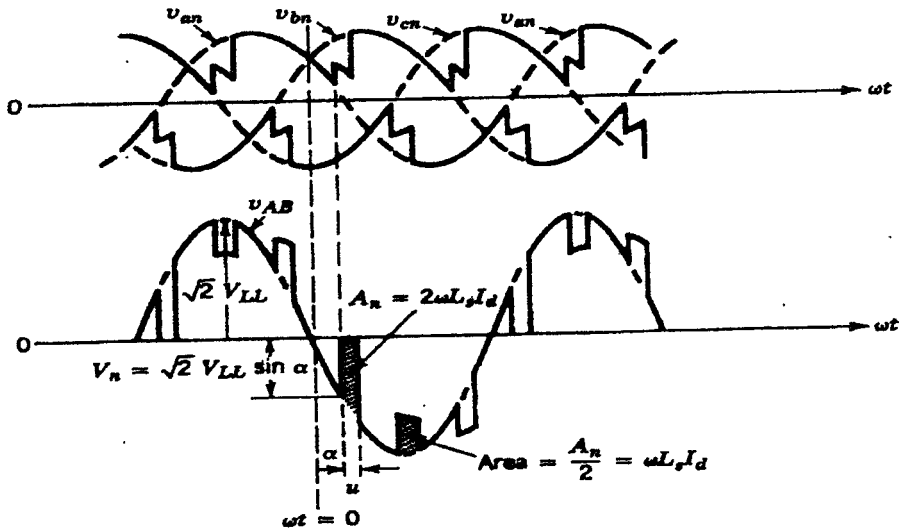 v_an v_bn v_cn v_an
0 ωt
v_AB
√2 V_LL
A_n = 2ωL_sI_d
0 ωt
V_n = √2 V_LL sin α
α
u
Area = A_n/2 = ωL_sI_d
ωt = 0